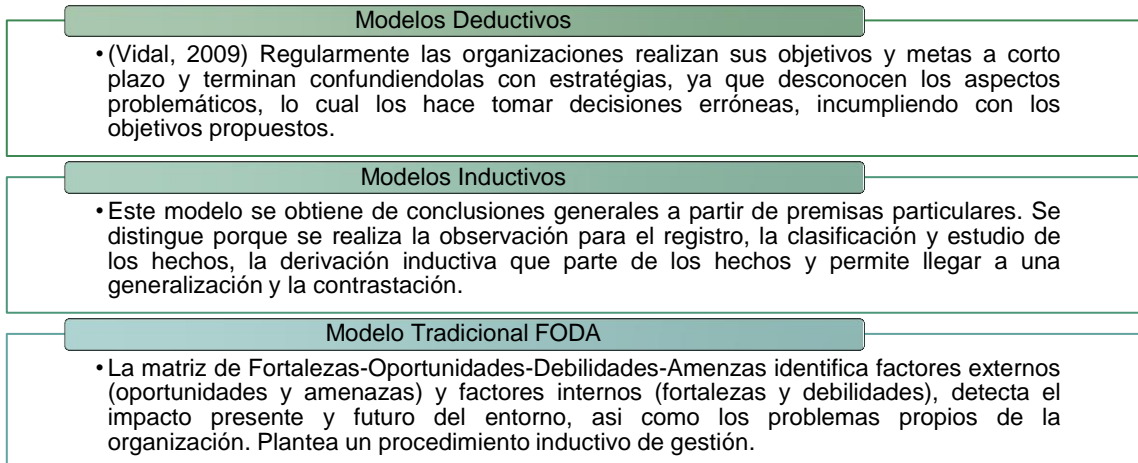 Modelos Deductivos
• (Vidal, 2009) Regularmente las organizaciones realizan sus objetivos y metas a corto
plazo y terminan confundiendolas con estratégias, ya que desconocen los aspectos
problemáticos, lo cual los hace tomar decisiones erróneas, incumpliendo con los
objetivos propuestos.
Modelos Inductivos
• Este modelo se obtiene de conclusiones generales a partir de premisas particulares. Se
distingue porque se realiza la observación para el registro, la clasificación y estudio de
los hechos, la derivación inductiva que parte de los hechos y permite llegar a una
generalización y la contrastación.
Modelo Tradicional FODA
• La matriz de Fortalezas-Oportunidades-Debilidades-Amenzas identifica factores externos
(oportunidades y amenazas) y factores internos (fortalezas y debilidades), detecta el
impacto presente y futuro del entorno, asi como los problemas propios de la
organización. Plantea un procedimiento inductivo de gestión.